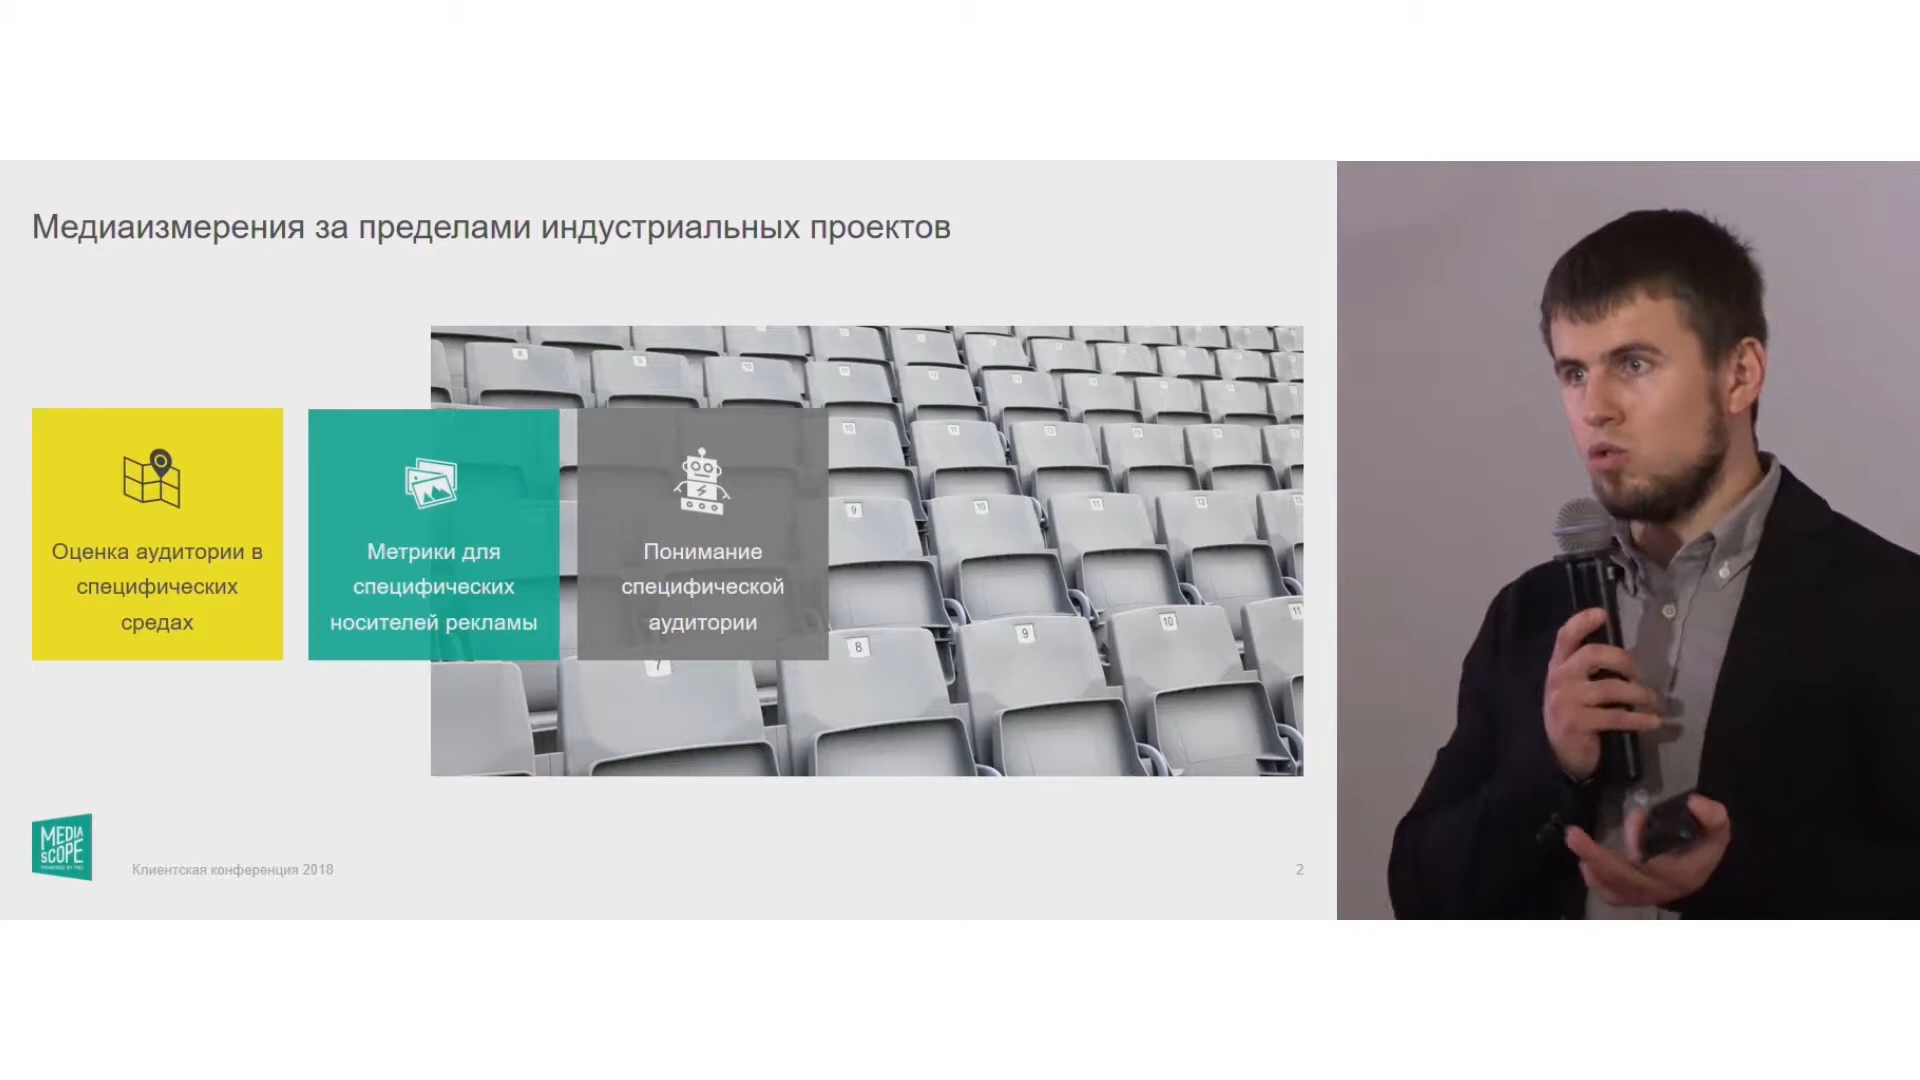 Медиаизмерения за пределами индустриальных проектов
Оценка аудитории в
специфических
средах
Метрики для
специфических
носителей рекламы
Понимание
специфической
аудитории
MEDIA
SCOPE
Клиентская конференция 2018
2